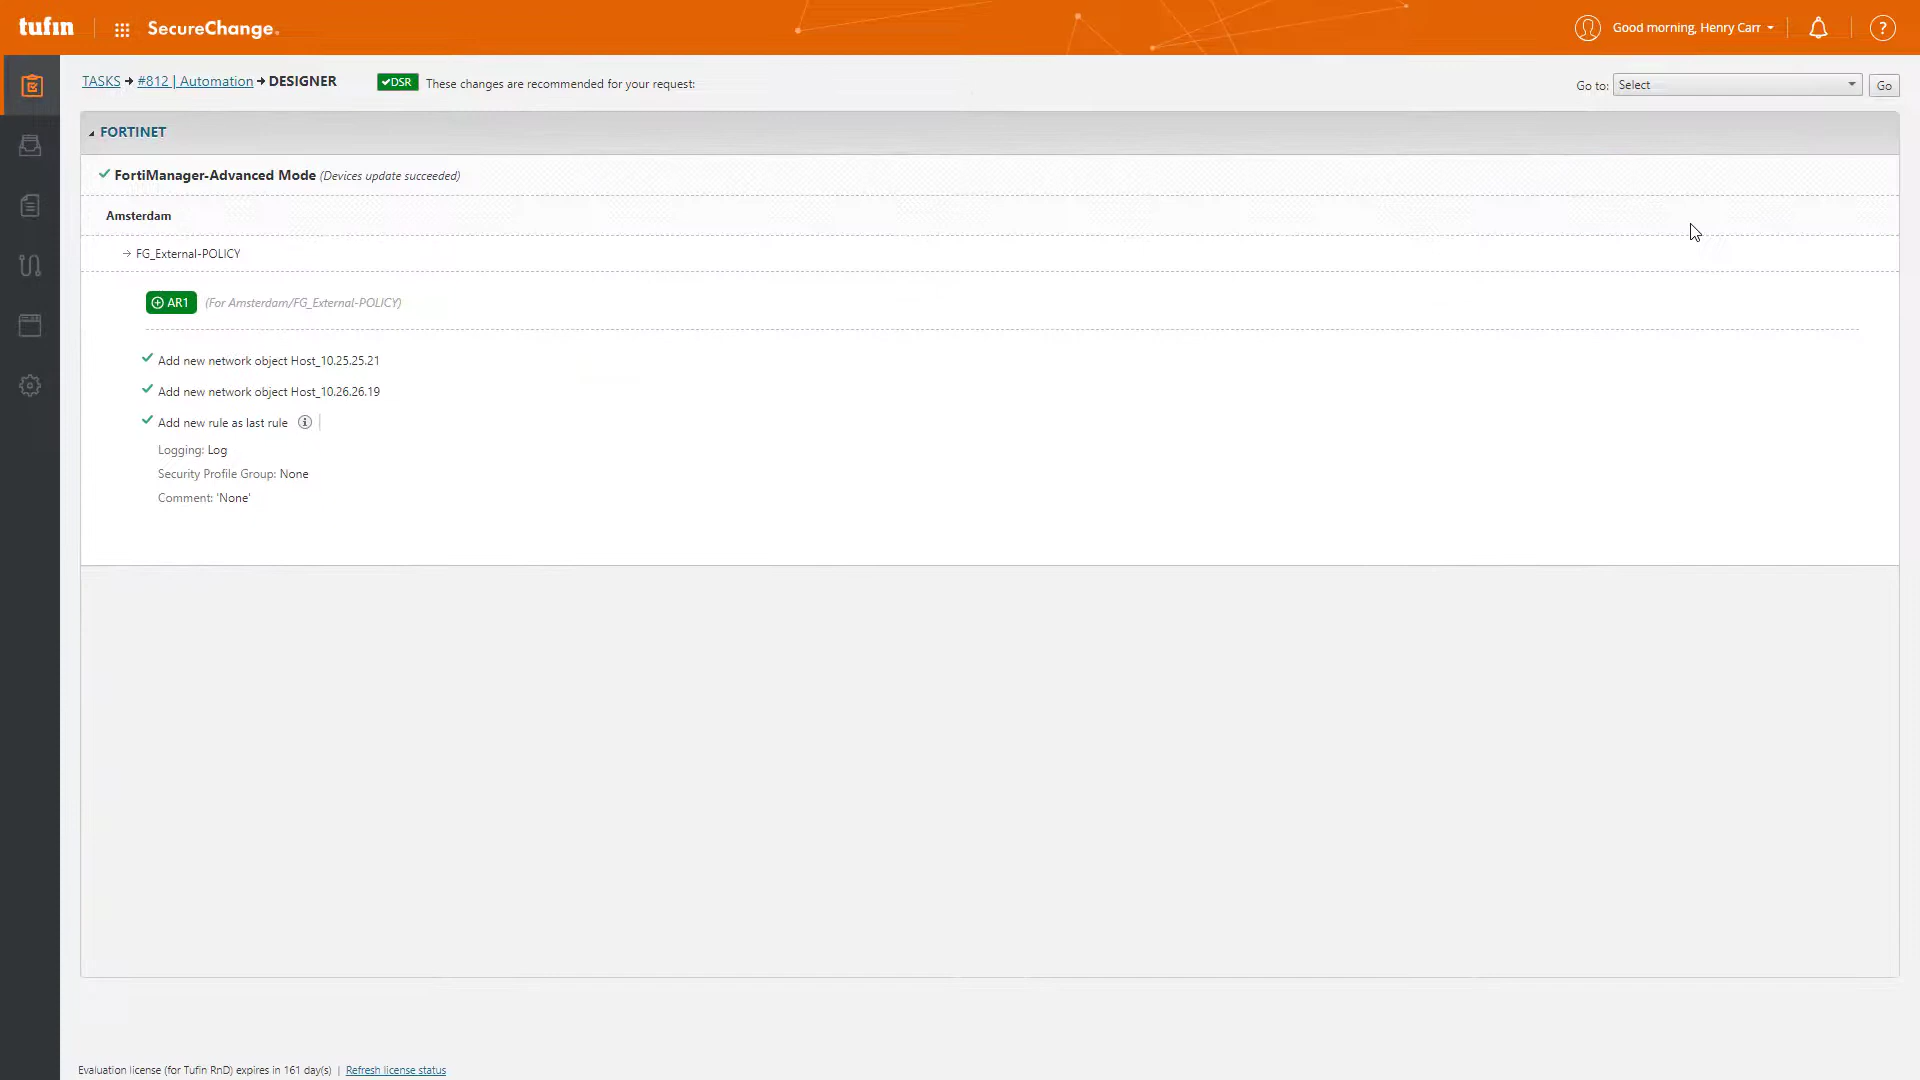 tufin SecureChange. Good morning, Henry Carr ?
TASKS → #812 | Automation → DESIGNER ✔DSR These changes are recommended for your request: Go to: Select Go
FORTINET
FortiManager-Advanced Mode (Devices update succeeded)
Amsterdam
→ FG_External-POLICY
AR1 (For Amsterdam/FG_External-POLICY)
Add new network object Host_10.25.25.21
Add new network object Host_10.26.26.19
Add new rule as last rule
Logging: Log
Security Profile Group: None
Comment: 'None'
Evaluation license (for Tufin RnD) expires in 161 day(s) | Refresh license status